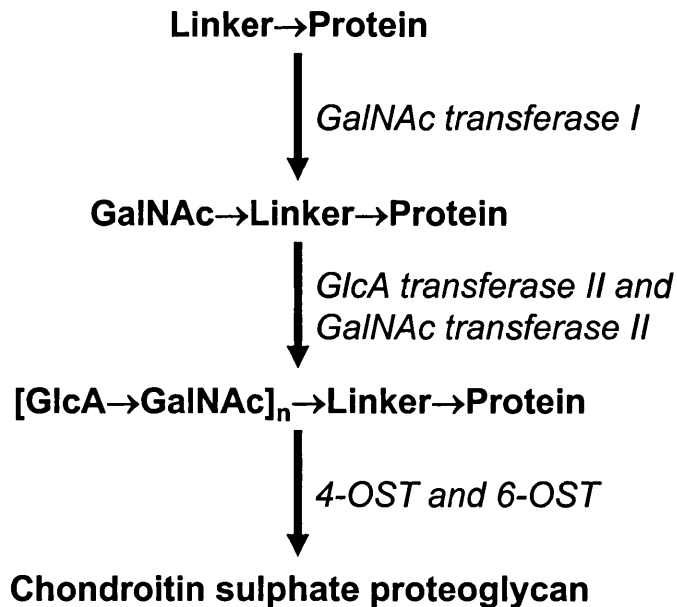 Linker→Protein
GalNAc transferase I
GalNAc→Linker→Protein
GlcA transferase II and
GalNAc transferase II
[GlcA→GalNAc]n→Linker→Protein
4-OST and 6-OST
Chondroitin sulphate proteoglycan